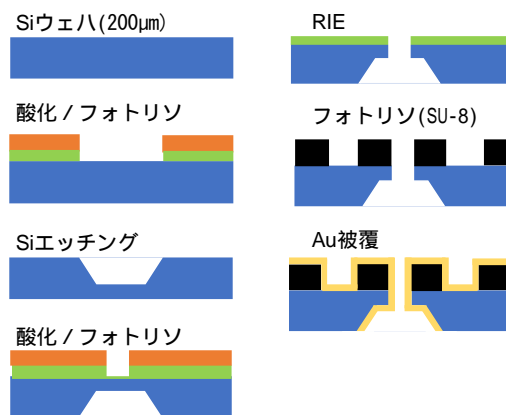 Siウェハ(200μm)
酸化 / フォトリソ
Siエッチング
酸化 / フォトリソ
RIE
フォトリソ(SU-8)
Au被覆